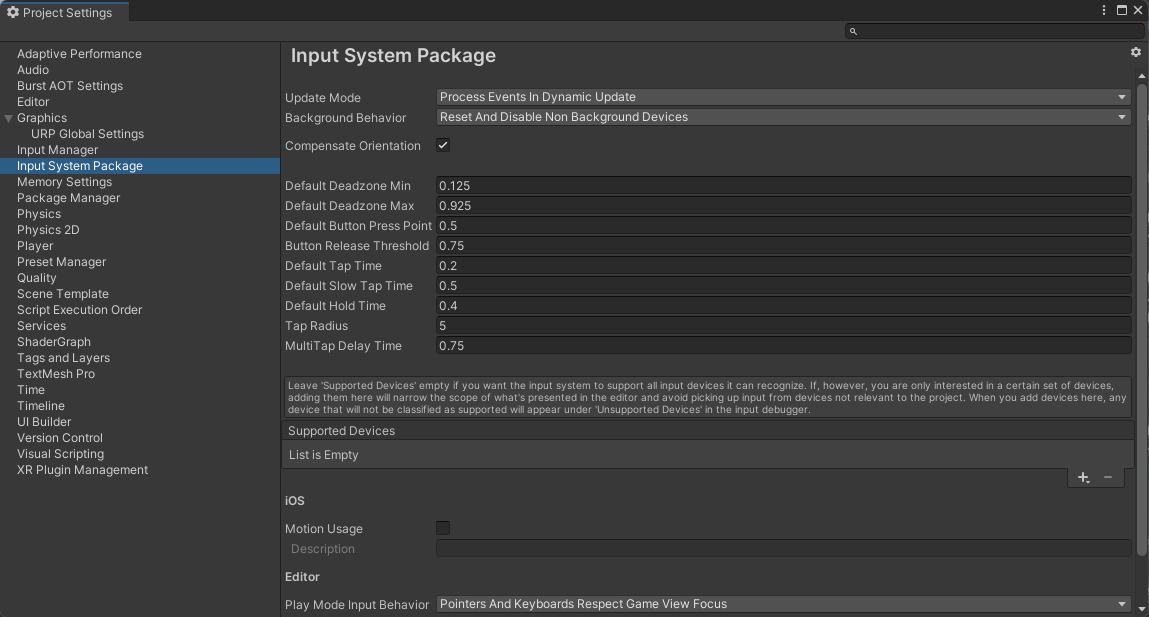 Project Settings
Adaptive Performance
Audio
Burst AOT Settings
Editor
Graphics
URP Global Settings
Input Manager
Input System Package
Memory Settings
Package Manager
Physics
Physics 2D
Player
Preset Manager
Quality
Scene Template
Script Execution Order
Services
ShaderGraph
Tags and Layers
TextMesh Pro
Time
Timeline
UI Builder
Version Control
Visual Scripting
XR Plugin Management
Input System Package
Update Mode Process Events In Dynamic Update
Background Behavior Reset And Disable Non Background Devices
Compensate Orientation
Default Deadzone Min 0.125
Default Deadzone Max 0.925
Default Button Press Point 0.5
Button Release Threshold 0.75
Default Tap Time 0.2
Default Slow Tap Time 0.5
Default Hold Time 0.4
Tap Radius 5
MultiTap Delay Time 0.75
Leave 'Supported Devices' empty if you want the input system to support all input devices it can recognize. If, however, you are only interested in a certain set of devices,
adding them here will narrow the scope of what's presented in the editor and avoid picking up input from devices not relevant to the project. When you add devices here, any
device that will not be classified as supported will appear under 'Unsupported Devices' in the input debugger.
Supported Devices
List is Empty
iOS
Motion Usage
Description
Editor
Play Mode Input Behavior Pointers And Keyboards Respect Game View Focus